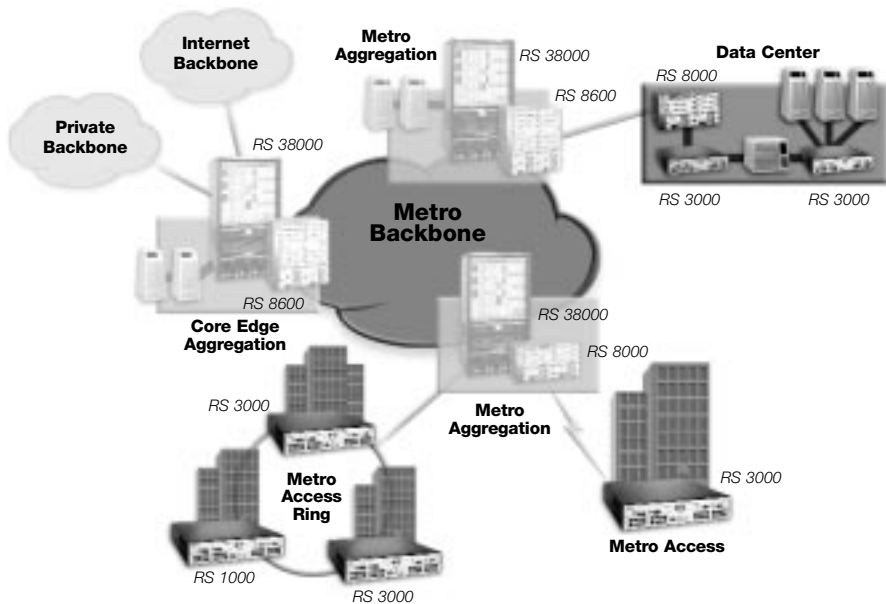 Metro
Aggregation
RS 38000
RS 8600
Data Center
RS 8000
RS 3000
RS 3000
Internet
Backbone
Private
Backbone
RS 38000
Metro
Backbone
RS 8600
Core Edge
Aggregation
RS 38000
RS 8000
Metro
Aggregation
RS 3000
Metro
Access
Ring
RS 1000
RS 3000
RS 3000
Metro Access